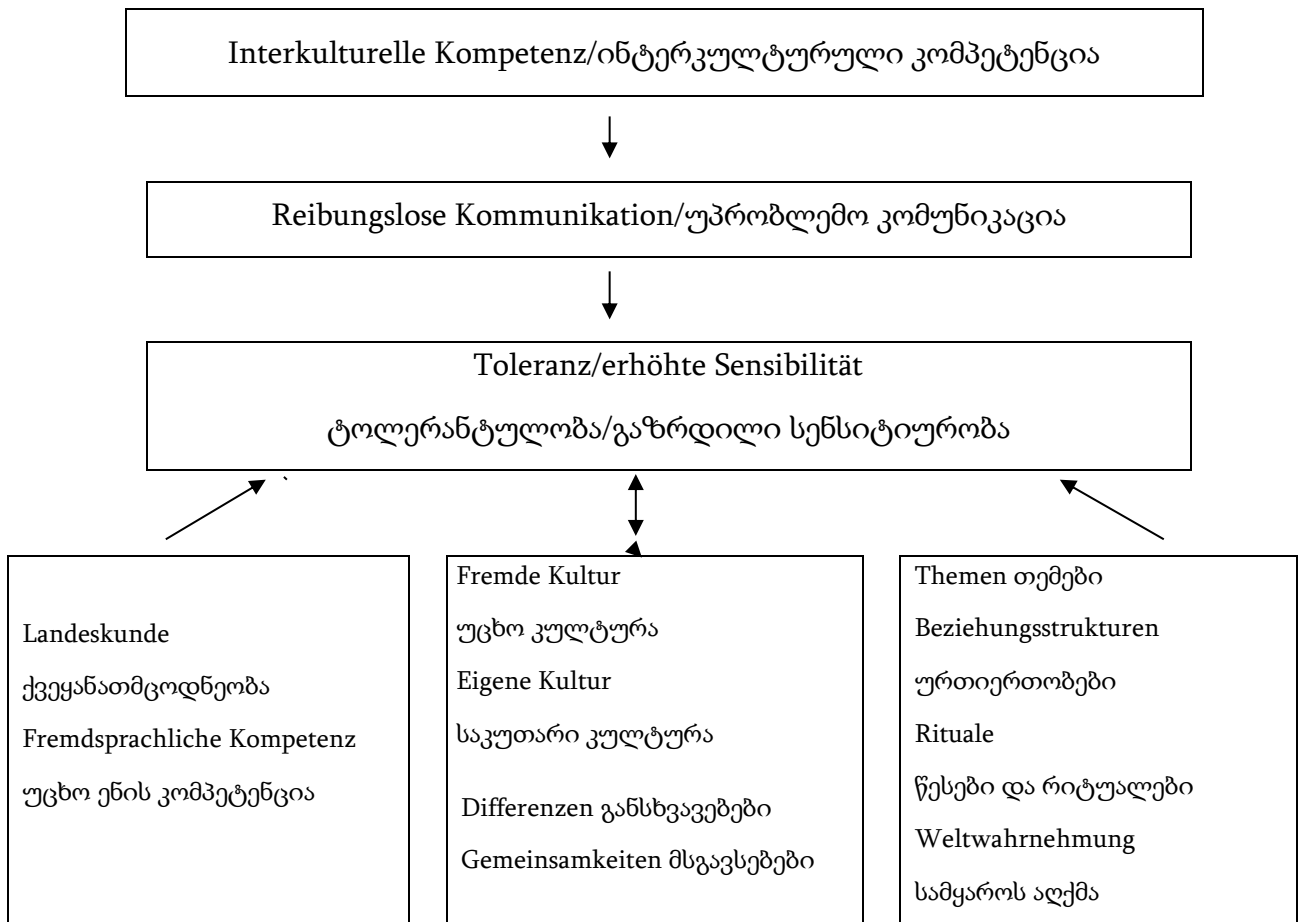 Interkulturelle Kompetenz/ინტერკულტურული კომპეტენცია
Reibungslose Kommunikation/უპრობლემო კომუნიკაცია
Toleranz/erhöhte Sensibilität
ტოლერანტულობა/გაზრდილი სენსიტიურობა
Landeskunde
ქვეყანათმცოდნეობა
Fremdsprachliche Kompetenz
უცხო ენის კომპეტენცია
Fremde Kultur
უცხო კულტურა
Eigene Kultur
საკუთარი კულტურა
Differenzen განსხვავებები
Gemeinsamkeiten მსგავსებები
Themen თემები
Beziehungsstrukturen
ურთიერთობები
Rituale
წესები და რიტუალები
Weltwahrnehmung
სამყაროს აღქმა